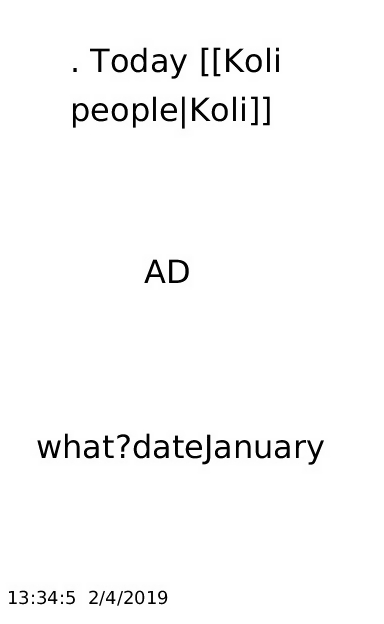 . Today [[Koli
people|Koli]]
AD
what?dateJanuary
13:34:5  2/4/2019